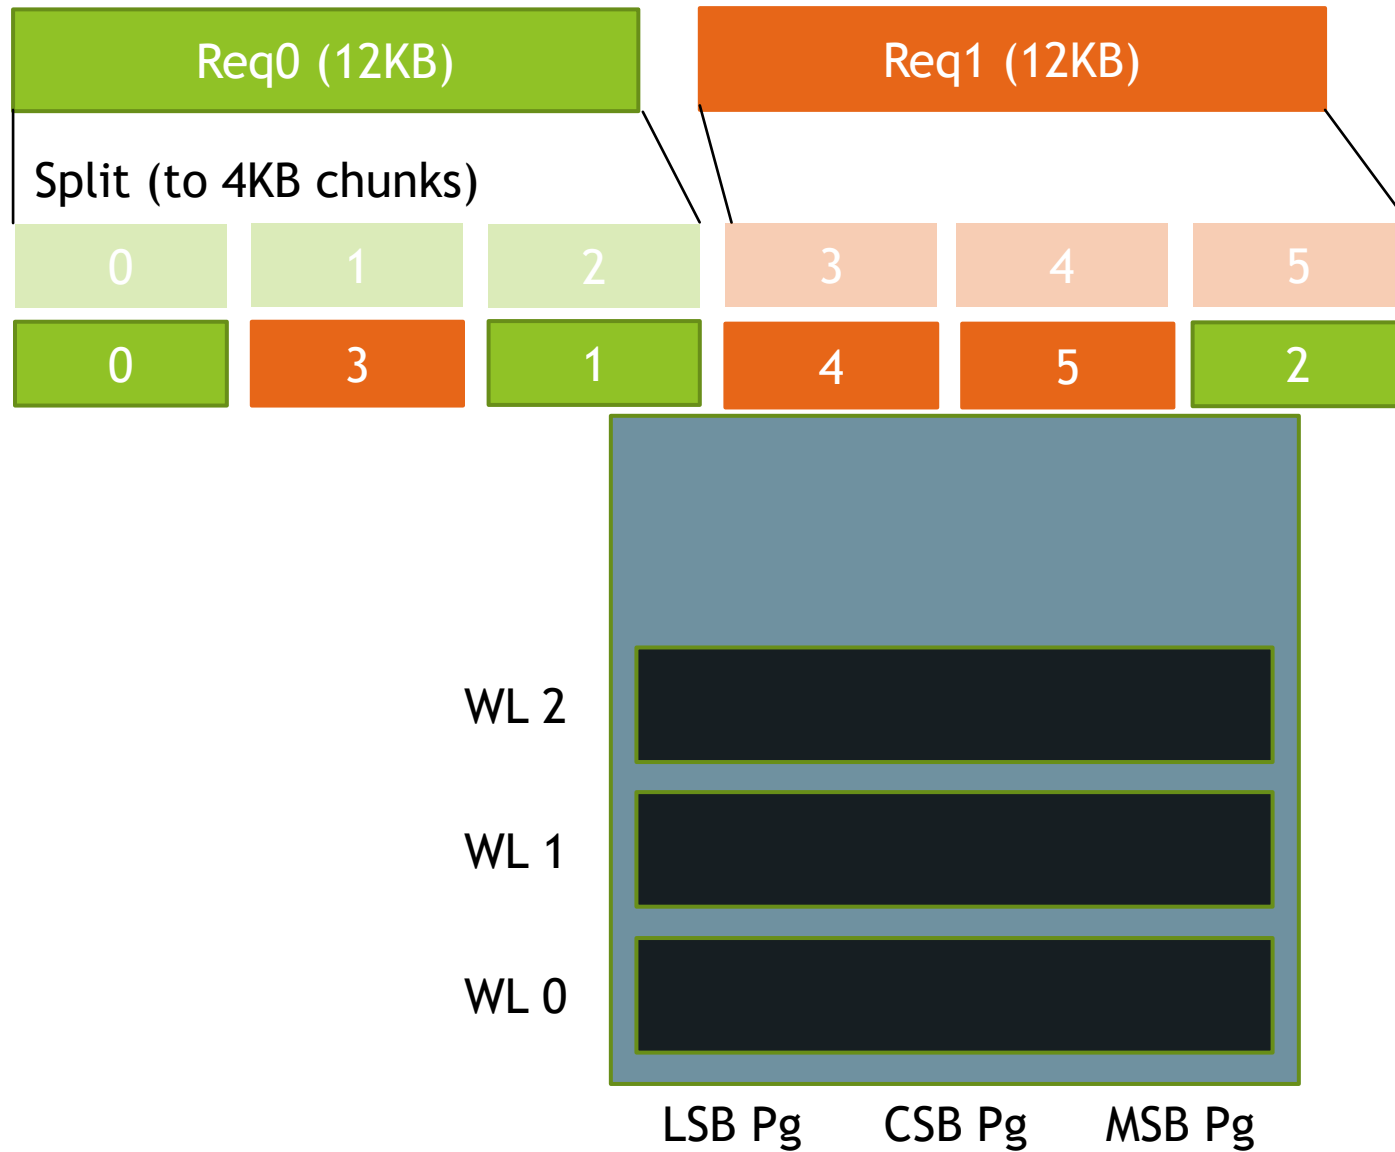 Req0 (12KB) Req1 (12KB)
Split (to 4KB chunks)
0 1 2 3 4 5
0 3 1 4 5 2
WL 2
WL 1
WL 0
LSB Pg CSB Pg MSB Pg